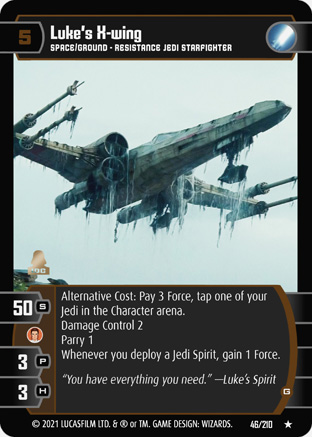 5
Luke's X-wing
SPACE/GROUND - RESISTANCE JEDI STARFIGHTER
50 S
3 P
3 H
Alternative Cost: Pay 3 Force, tap one of your
Jedi in the Character arena.
Damage Control 2
Parry 1
Whenever you deploy a Jedi Spirit, gain 1 Force.
"You have everything you need." —Luke's Spirit
G
© 2021 LUCASFILM LTD. & ® or TM. GAME DESIGN: WIZARDS.
46/210